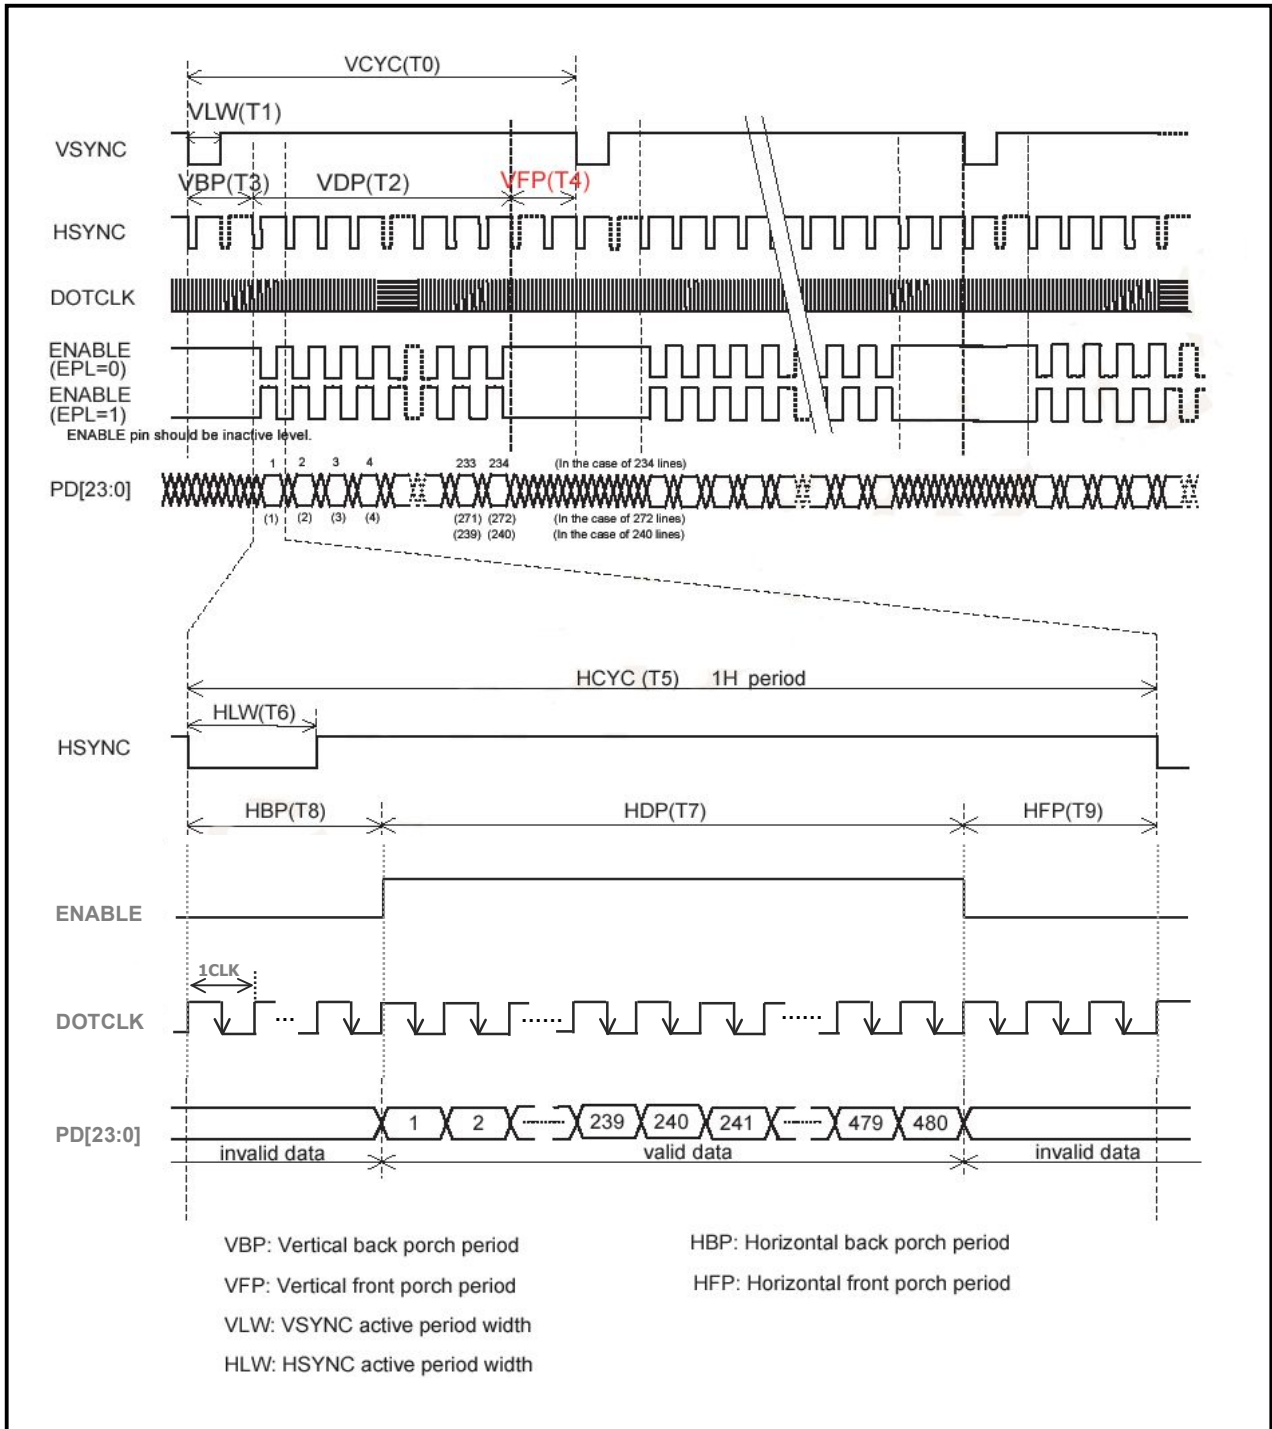 VCYC(T0)
VLW(T1)
VSYNC
VBP(T3) VDP(T2) VFP(T4)
HSYNC
DOTCLK
ENABLE
(EPL=0)
ENABLE
(EPL=1)
ENABLE pin should be inactive level.
1 2 3 4 233 234 (In the case of 234 lines)
PD[23:0]
(1) (2) (3) (4) (271) (272) (In the case of 272 lines)
(239) (240) (In the case of 240 lines)
HCYC (T5) 1H period
HLW(T6)
HSYNC
HBP(T8) HDP(T7) HFP(T9)
ENABLE
1CLK
DOTCLK
1 2 239 240 241 479 480
PD[23:0]
invalid data valid data invalid data
VBP: Vertical back porch period HBP: Horizontal back porch period
VFP: Vertical front porch period HFP: Horizontal front porch period
VLW: VSYNC active period width
HLW: HSYNC active period width